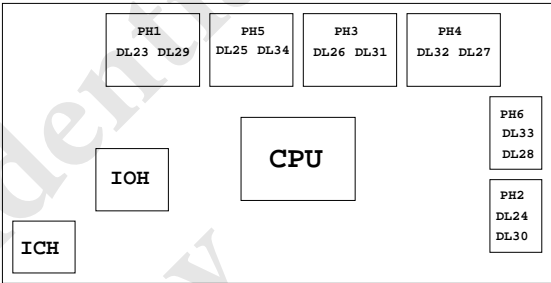 PH1
DL23 DL29
PH5
DL25 DL34
PH3
DL26 DL31
PH4
DL32 DL27
PH6
DL33
DL28
CPU
IOH
PH2
DL24
DL30
ICH